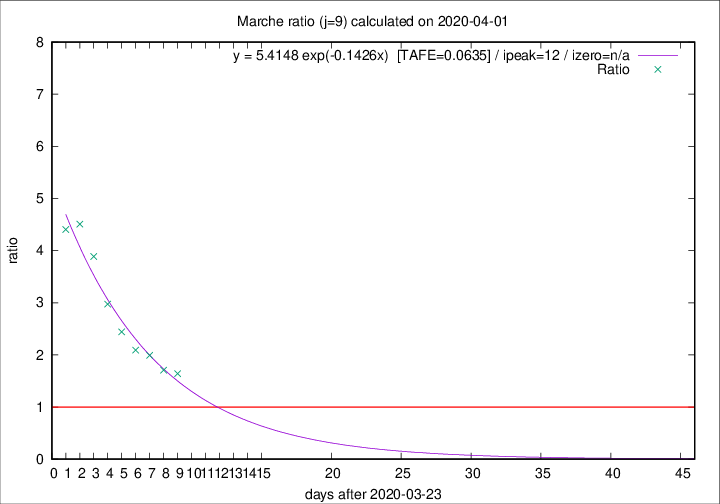 Marche ratio (j=9) calculated on 2020-04-01
y = 5.4148 exp(-0.1426x)  [TAFE=0.0635] / ipeak=12 / izero=n/a
Ratio
8
7
6
5
4
3
2
1
0
ratio
0 1 2 3 4 5 6 7 8 9 10 11 12 13 14 15 20 25 30 35 40 45
days after 2020-03-23